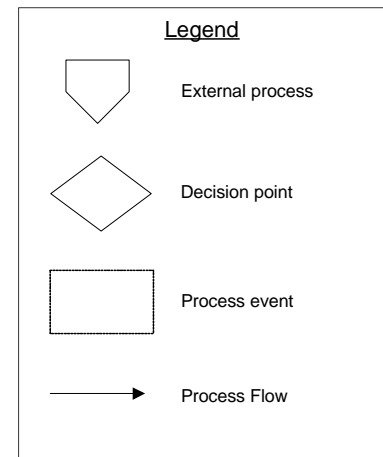 Legend
External process
Decision point
Process event
Process Flow